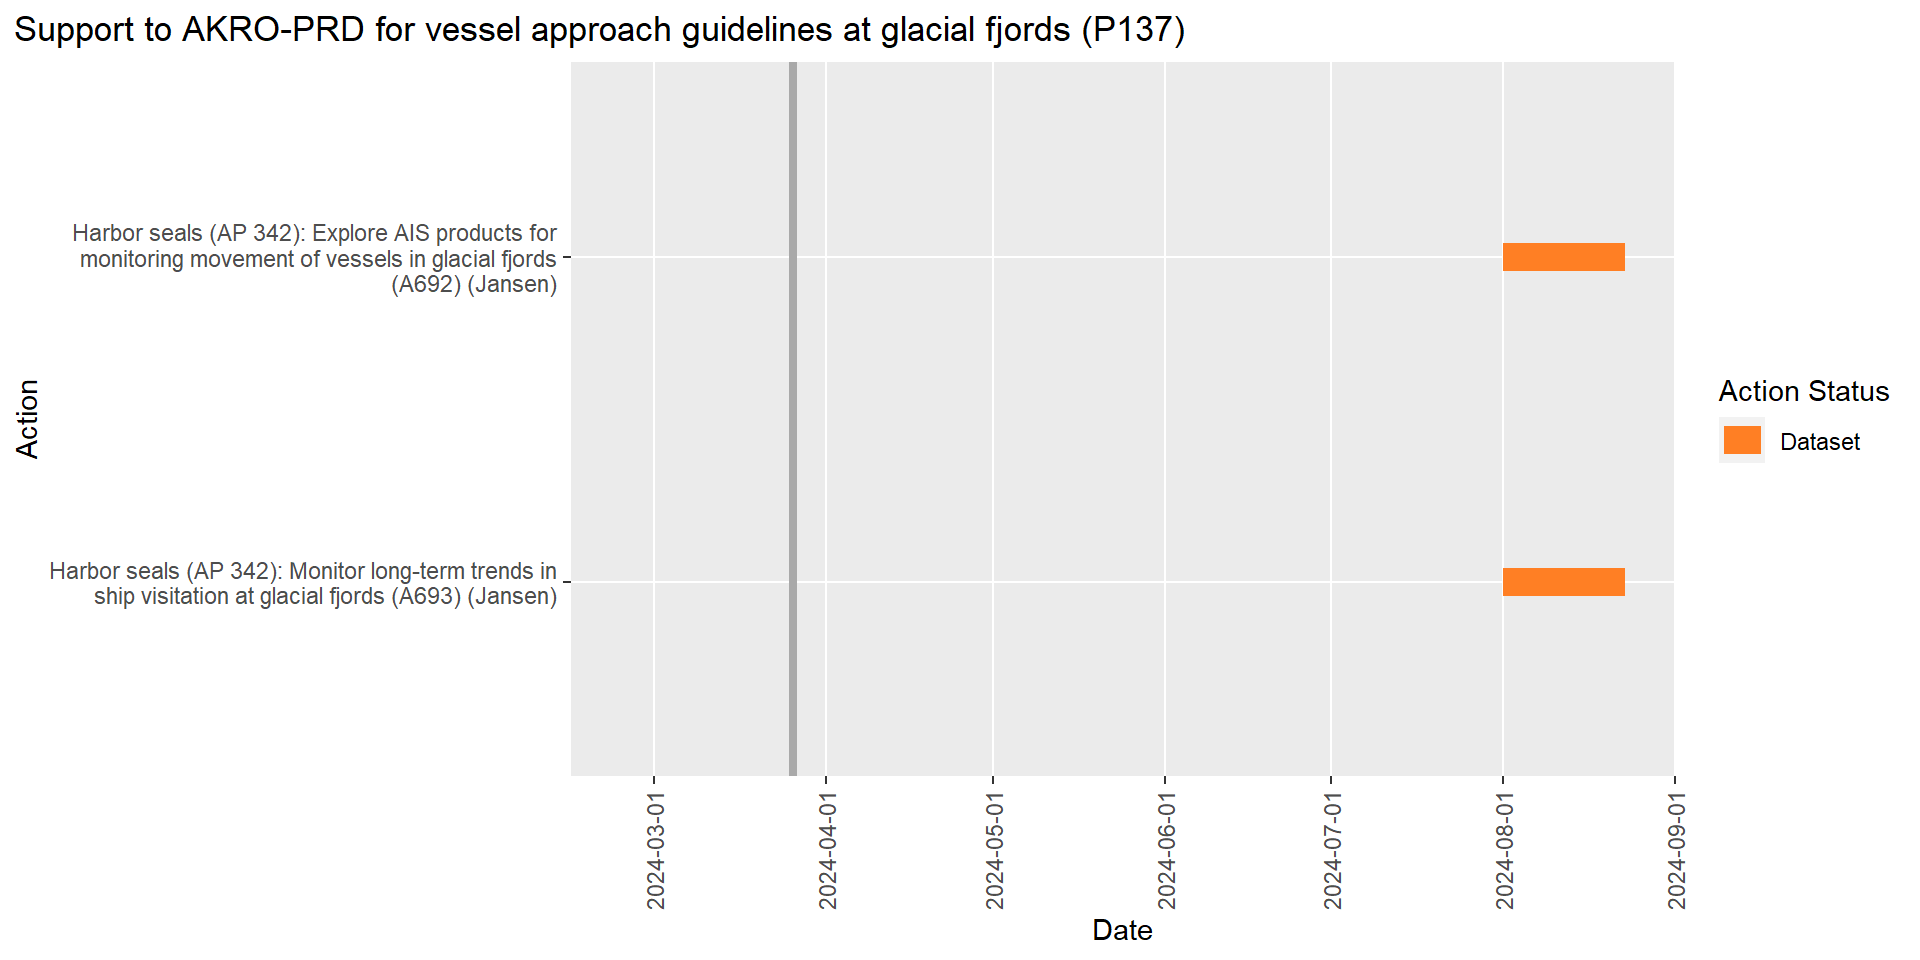 Support to AKRO-PRD for vessel approach guidelines at glacial fjords (P137)
Harbor seals (AP 342): Explore AIS products for
monitoring movement of vessels in glacial fjords
(A692) (Jansen)
Action
Harbor seals (AP 342): Monitor long-term trends in
ship visitation at glacial fjords (A693) (Jansen)
Action Status
Dataset
2024-03-01
2024-04-01
2024-05-01
2024-06-01
2024-07-01
2024-08-01
2024-09-01
Date